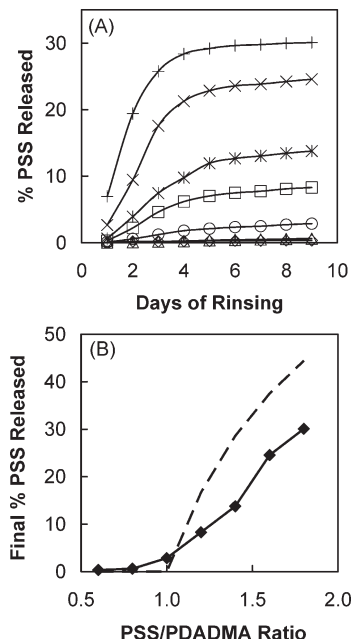 (A)
% PSS Released
30
20
10
0
0 2 4 6 8 10
Days of Rinsing
(B)
Final % PSS Released
50
40
30
20
10
0
0.5 1.0 1.5 2.0
PSS/PDADMA Ratio